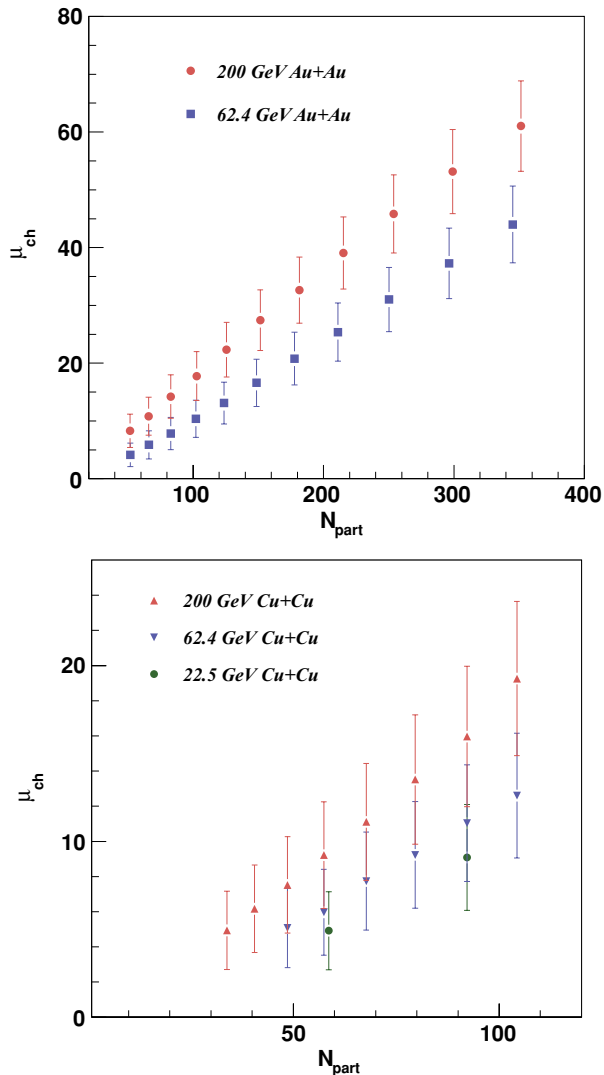 80
200 GeV Au+Au
62.4 GeV Au+Au
60
40
20
0
μch
100
200
300
400
Npart
200 GeV Cu+Cu
62.4 GeV Cu+Cu
22.5 GeV Cu+Cu
20
10
0
μch
50
100
Npart